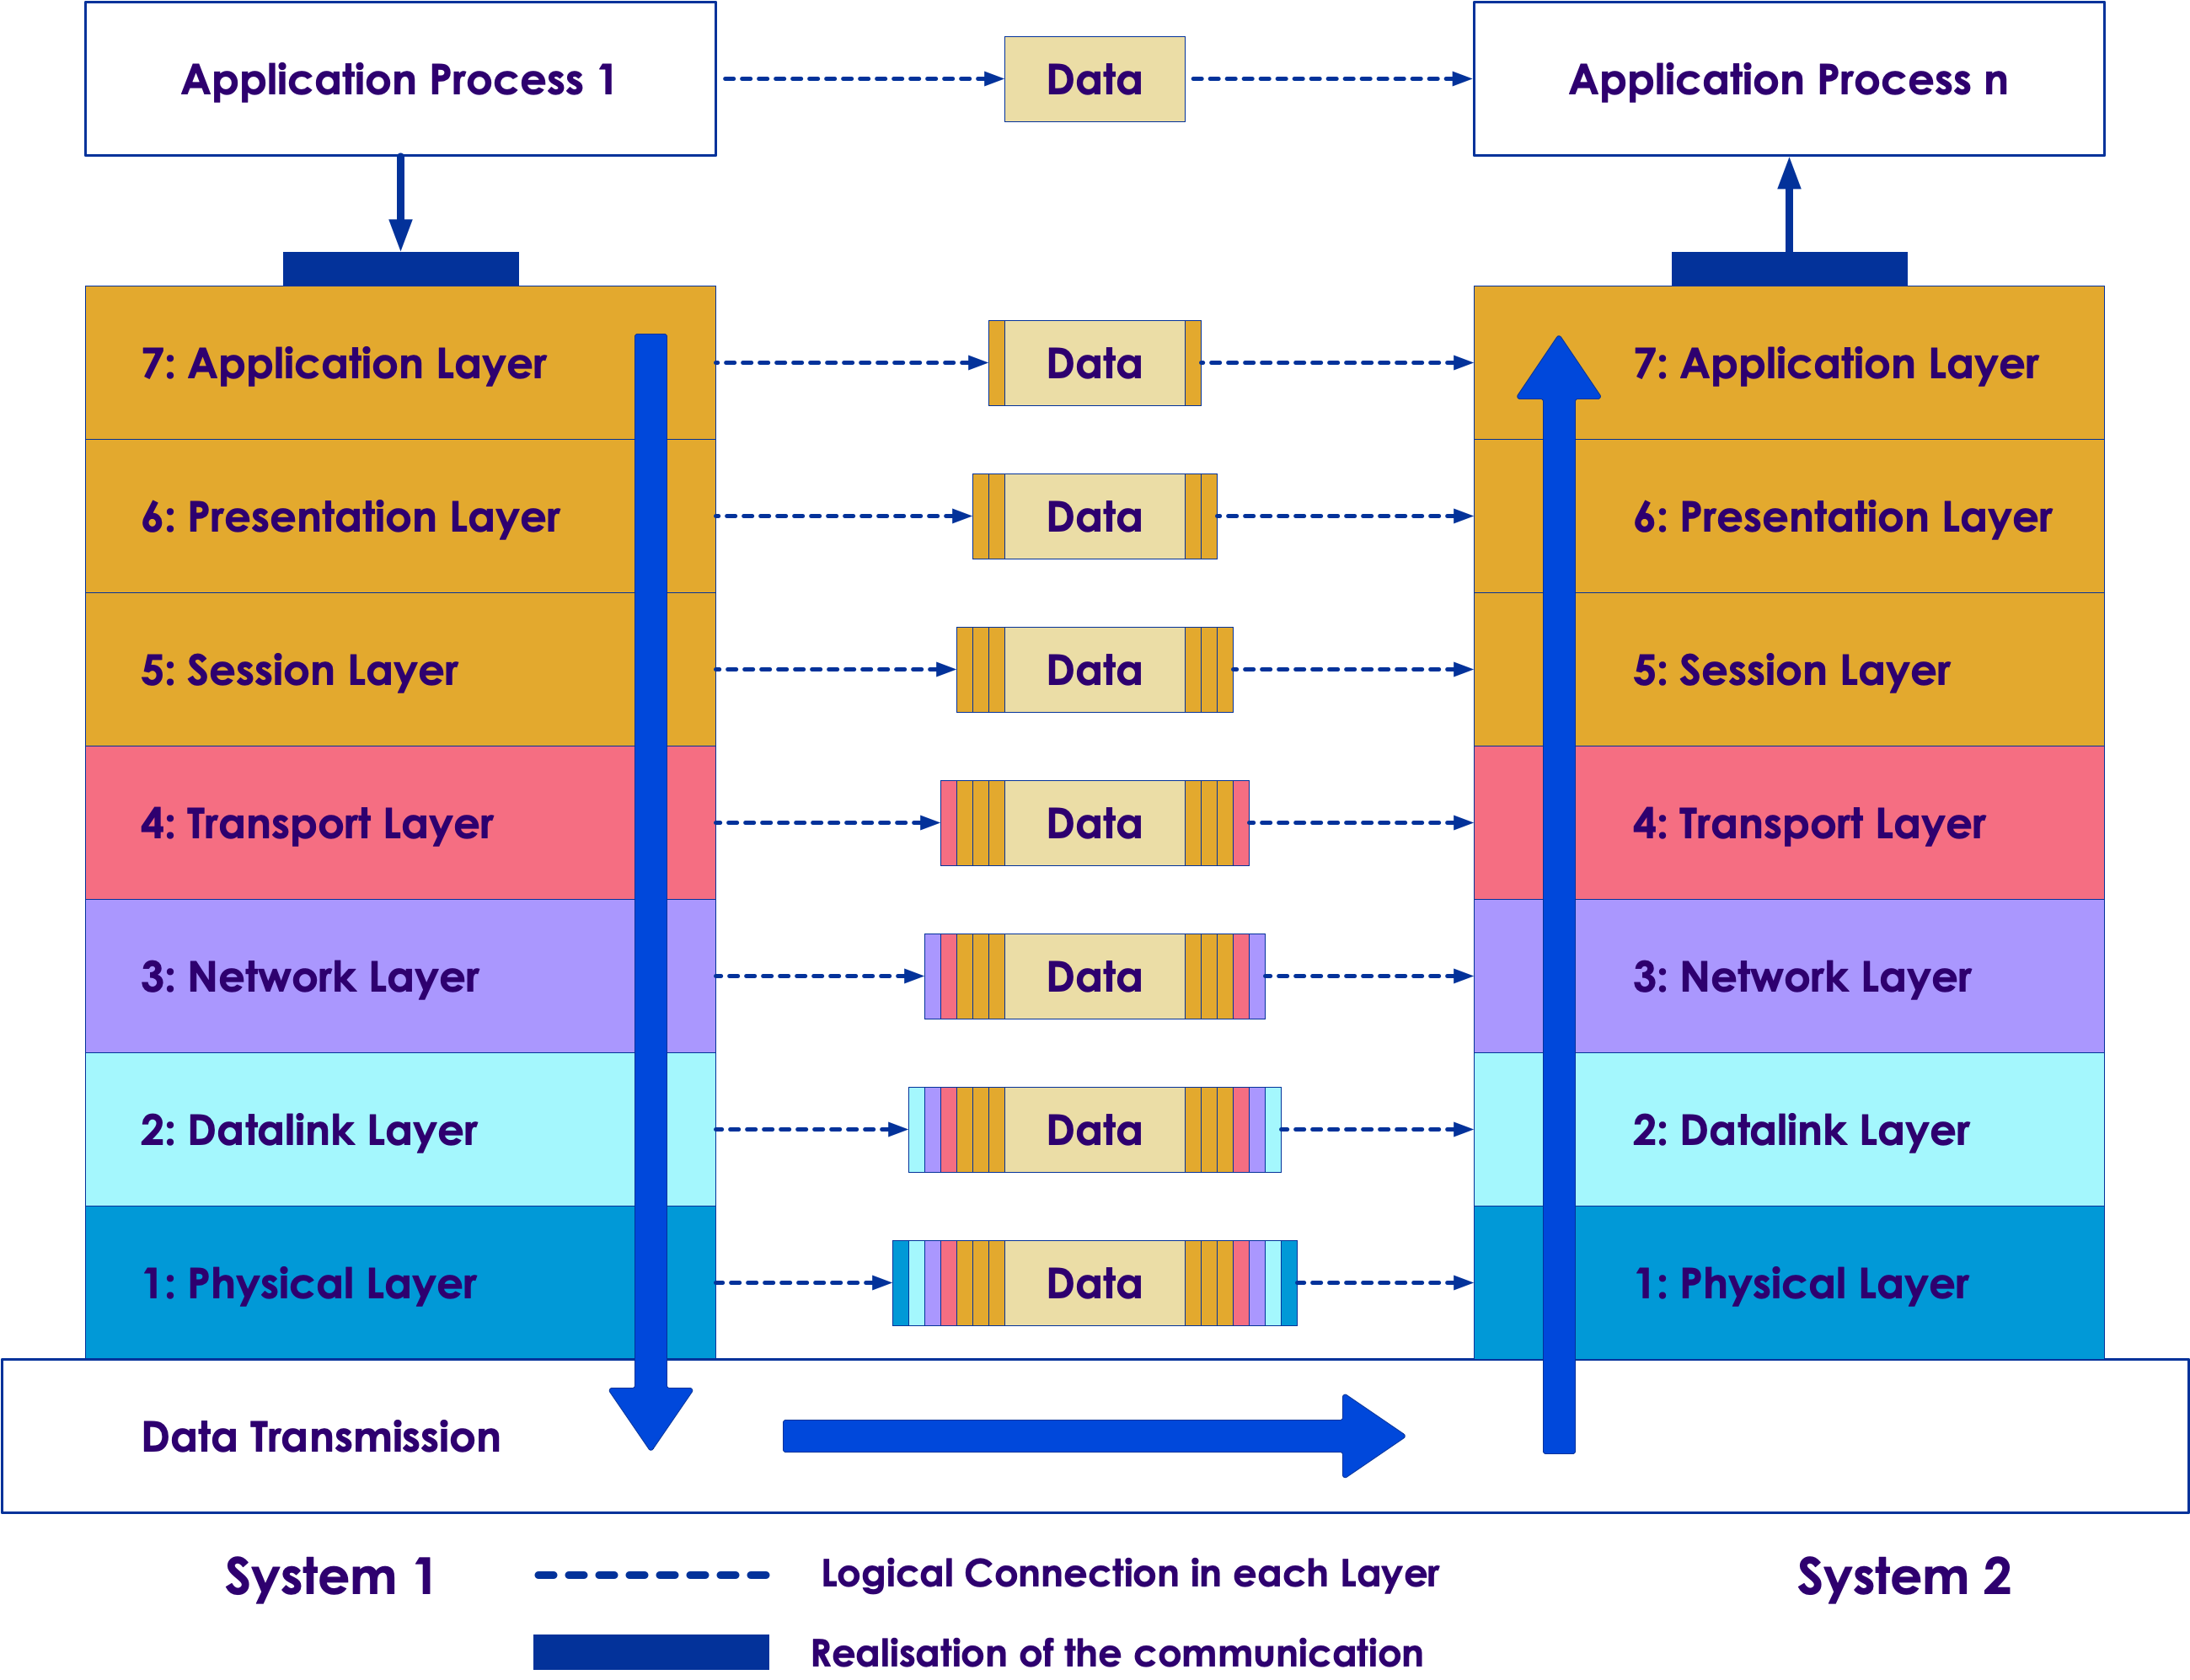 Application Process 1
Data
Application Process n
7: Application Layer
Data
7: Application Layer
6: Presentation Layer
Data
6: Presentation Layer
5: Session Layer
Data
5: Session Layer
4: Transport Layer
Data
4: Transport Layer
3: Network Layer
Data
3: Network Layer
2: Datalink Layer
Data
2: Datalink Layer
1: Physical Layer
Data
1: Physical Layer
Data Transmission
System 1
Logical Connection in each Layer
System 2
Realisation of the communication